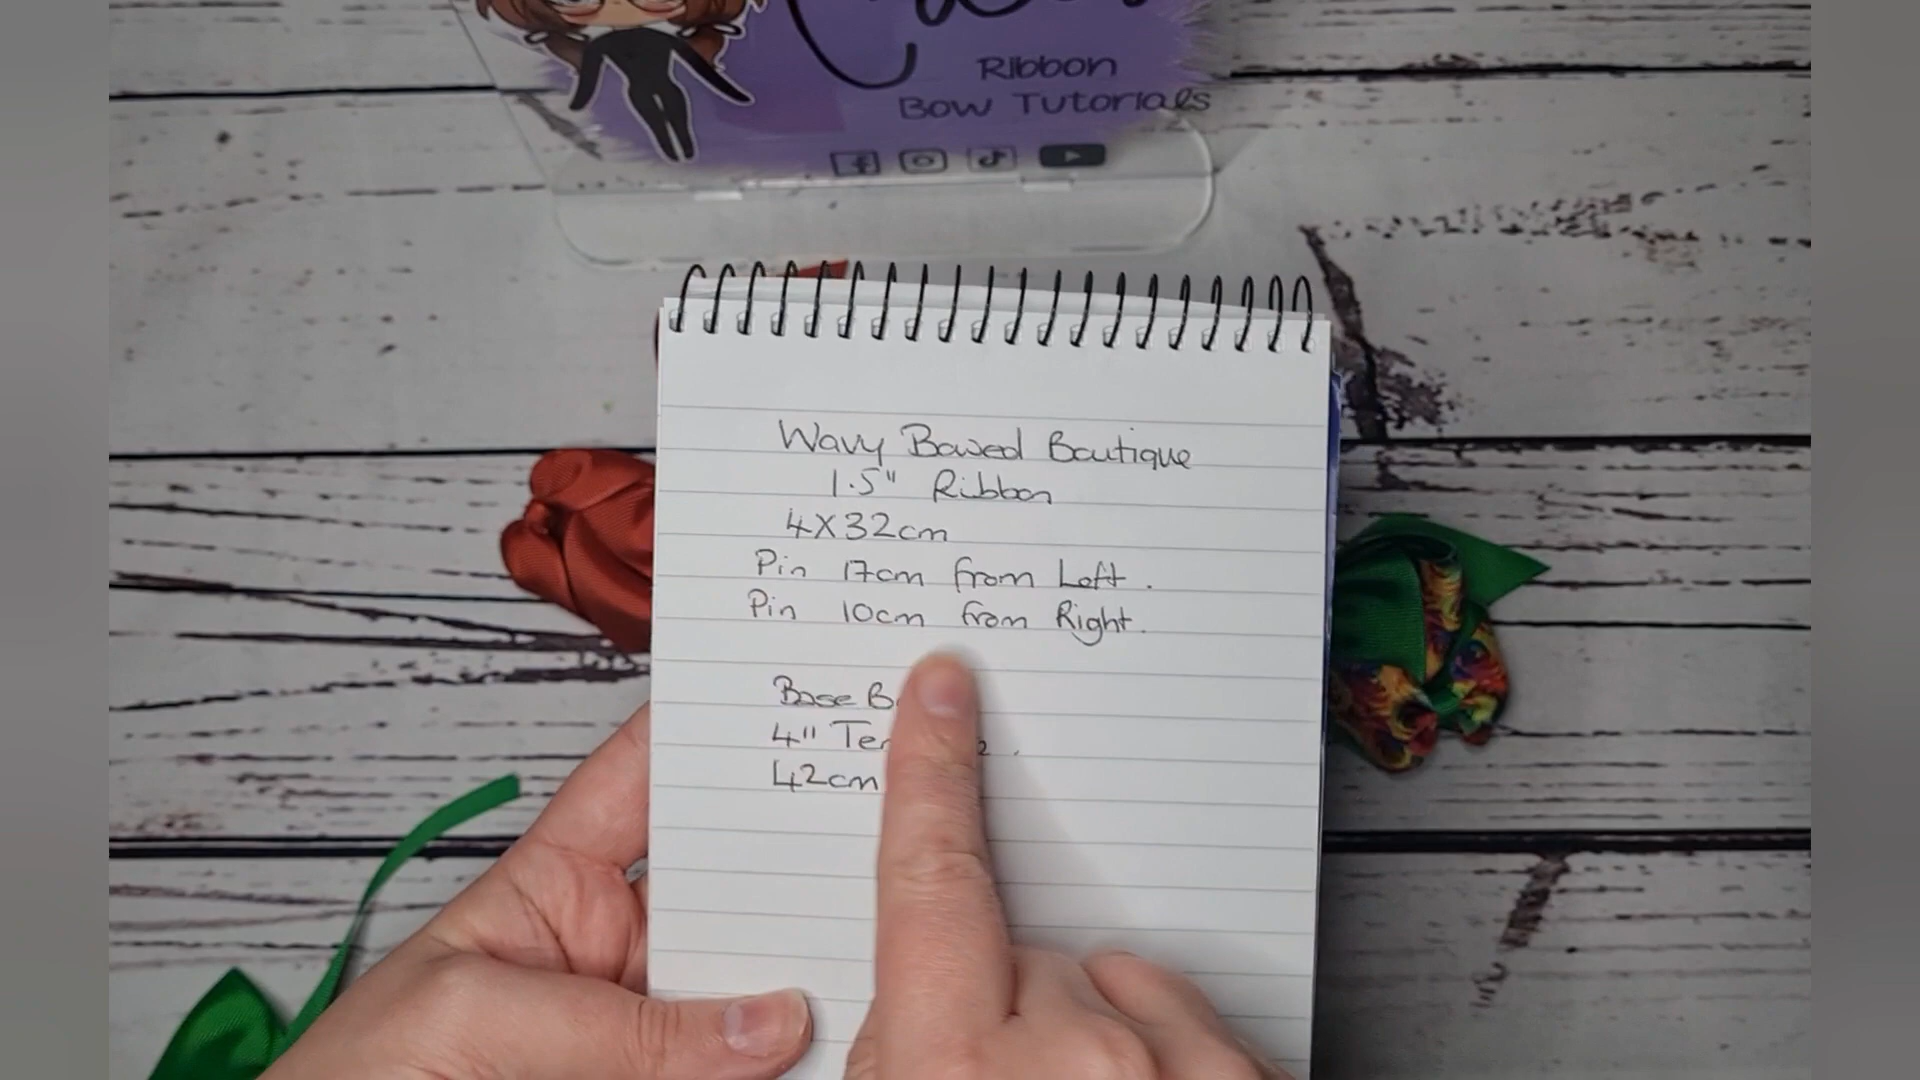 Ribbon
Bow Tutorials
Wavy Bowed Boutique
1.5" Ribbon
4X32cm
Pin 17cm from Left.
Pin 10cm from Right.
Base
4"
42cm